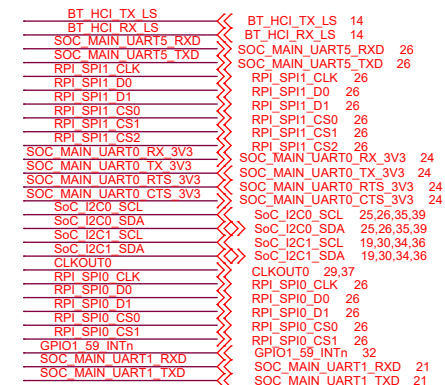 BT_HCI_TX_LS BT_HCI_TX_LS 14
BT_HCI_RX_LS BT_HCI_RX_LS 14
SOC_MAIN_UART5_RXD SOC_MAIN_UART5_RXD 26
SOC_MAIN_UART5_TXD SOC_MAIN_UART5_TXD 26
RPI_SPI1_CLK RPI_SPI1_CLK 26
RPI_SPI1_D0 RPI_SPI1_D0 26
RPI_SPI1_D1 RPI_SPI1_D1 26
RPI_SPI1_CS0 RPI_SPI1_CS0 26
RPI_SPI1_CS1 RPI_SPI1_CS1 26
RPI_SPI1_CS2 RPI_SPI1_CS2 26
SOC_MAIN_UART0_RX_3V3 SOC_MAIN_UART0_RX_3V3 24
SOC_MAIN_UART0_TX_3V3 SOC_MAIN_UART0_TX_3V3 24
SOC_MAIN_UART0_RTS_3V3 SOC_MAIN_UART0_RTS_3V3 24
SOC_MAIN_UART0_CTS_3V3 SOC_MAIN_UART0_CTS_3V3 24
SoC_I2C0_SCL SoC_I2C0_SCL 25,26,35,39
SoC_I2C0_SDA SoC_I2C0_SDA 25,26,35,39
SoC_I2C1_SCL SoC_I2C1_SCL 19,30,34,36
SoC_I2C1_SDA SoC_I2C1_SDA 19,30,34,36
CLKOUT0 CLKOUT0 29,37
RPI_SPI0_CLK RPI_SPI0_CLK 26
RPI_SPI0_D0 RPI_SPI0_D0 26
RPI_SPI0_D1 RPI_SPI0_D1 26
RPI_SPI0_CS0 RPI_SPI0_CS0 26
RPI_SPI0_CS1 RPI_SPI0_CS1 26
GPIO1_59_INTn GPIO1_59_INTn 32
SOC_MAIN_UART1_RXD SOC_MAIN_UART1_RXD 21
SOC_MAIN_UART1_TXD SOC_MAIN_UART1_TXD 21